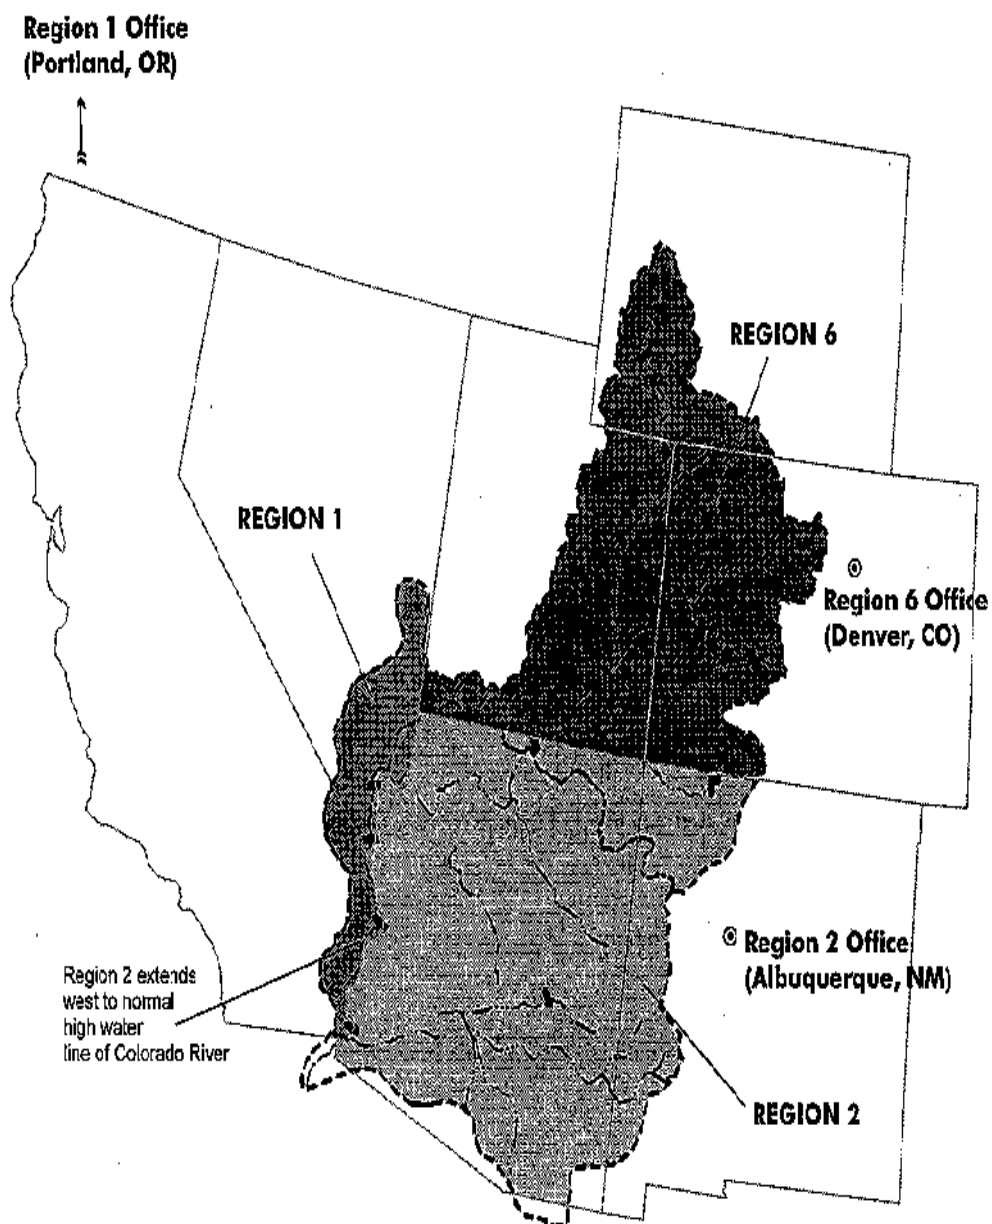 Region 1 Office
(Portland, OR)
REGION 6
REGION 1
Region 6 Office
(Denver, CO)
Region 2 Office
(Albuquerque, NM)
Region 2 extends
west to normal
high water
line of Colorado River
REGION 2